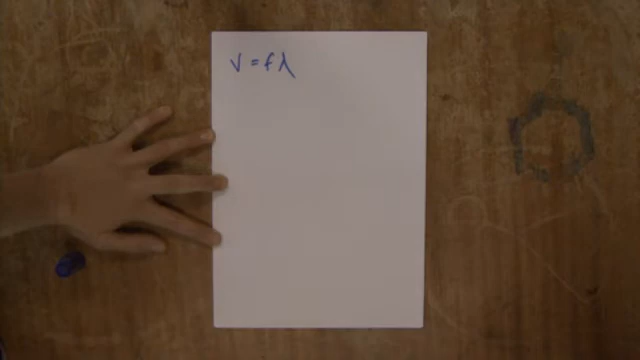 v = fλ